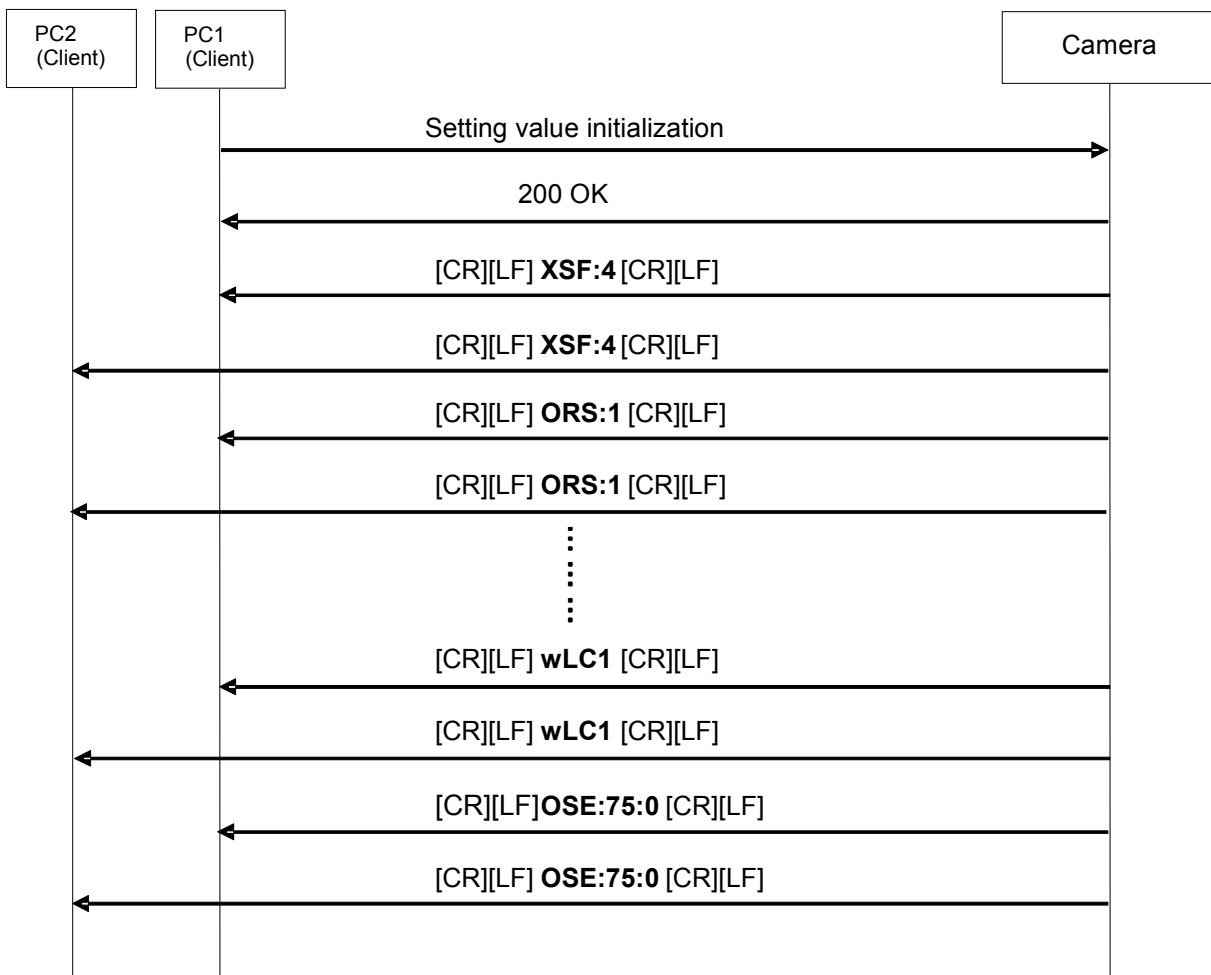 PC2
(Client)
PC1
(Client)
Camera
Setting value initialization
200 OK
[CR][LF] XSF:4 [CR][LF]
[CR][LF] XSF:4 [CR][LF]
[CR][LF] ORS:1 [CR][LF]
[CR][LF] ORS:1 [CR][LF]
[CR][LF] wLC1 [CR][LF]
[CR][LF] wLC1 [CR][LF]
[CR][LF]OSE:75:0 [CR][LF]
[CR][LF] OSE:75:0 [CR][LF]